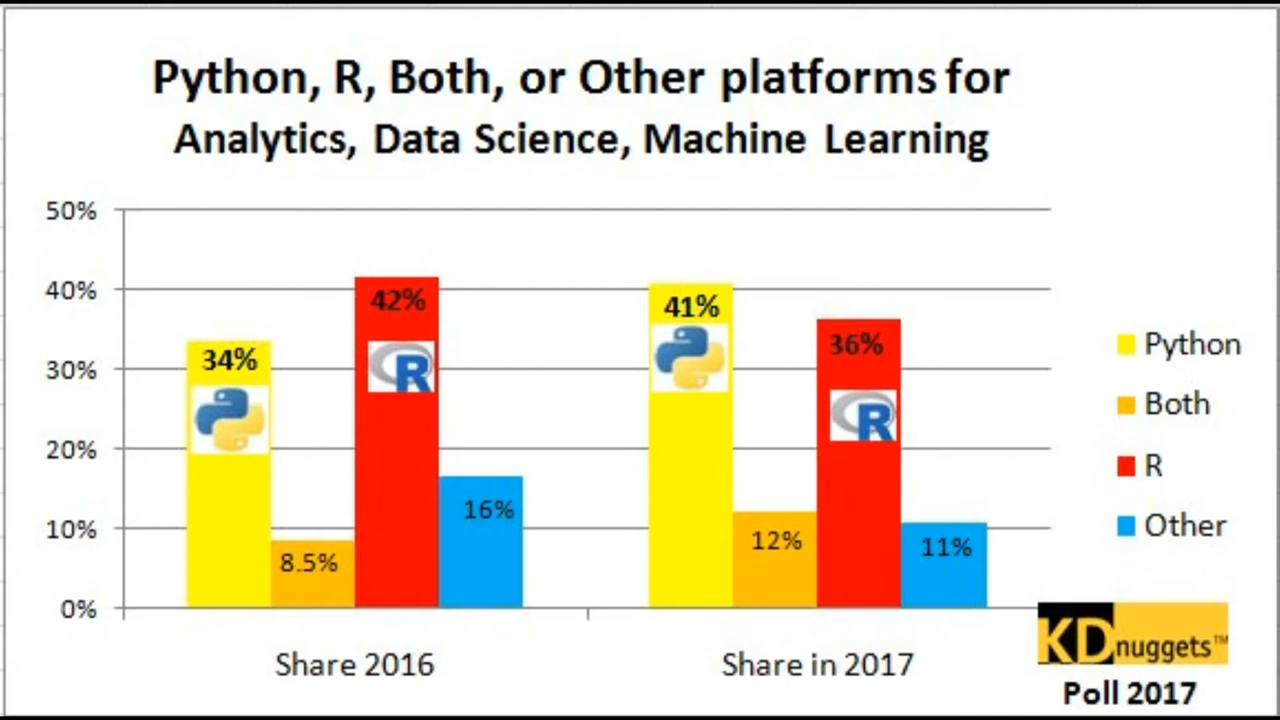 Python, R, Both, or Other platforms for
Analytics, Data Science, Machine Learning
50%
40%
30%
20%
10%
0%
34%
8.5%
42%
R
16%
41%
12%
36%
R
11%
Share 2016
Share in 2017
Python
Both
R
Other
KDnuggets™
Poll 2017